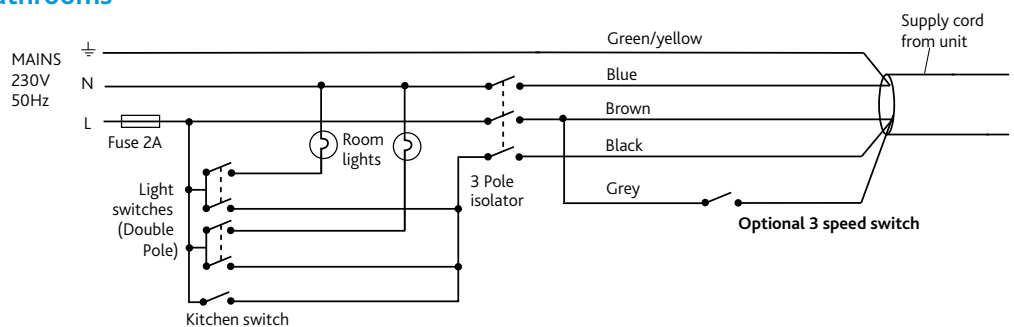 MAINS
230V
50Hz
N
L
Fuse 2A
Green/yellow
Blue
Brown
Black
Grey
Supply cord
from unit
Room
lights
Light
switches
(Double
Pole)
3 Pole
isolator
Optional 3 speed switch
Kitchen switch